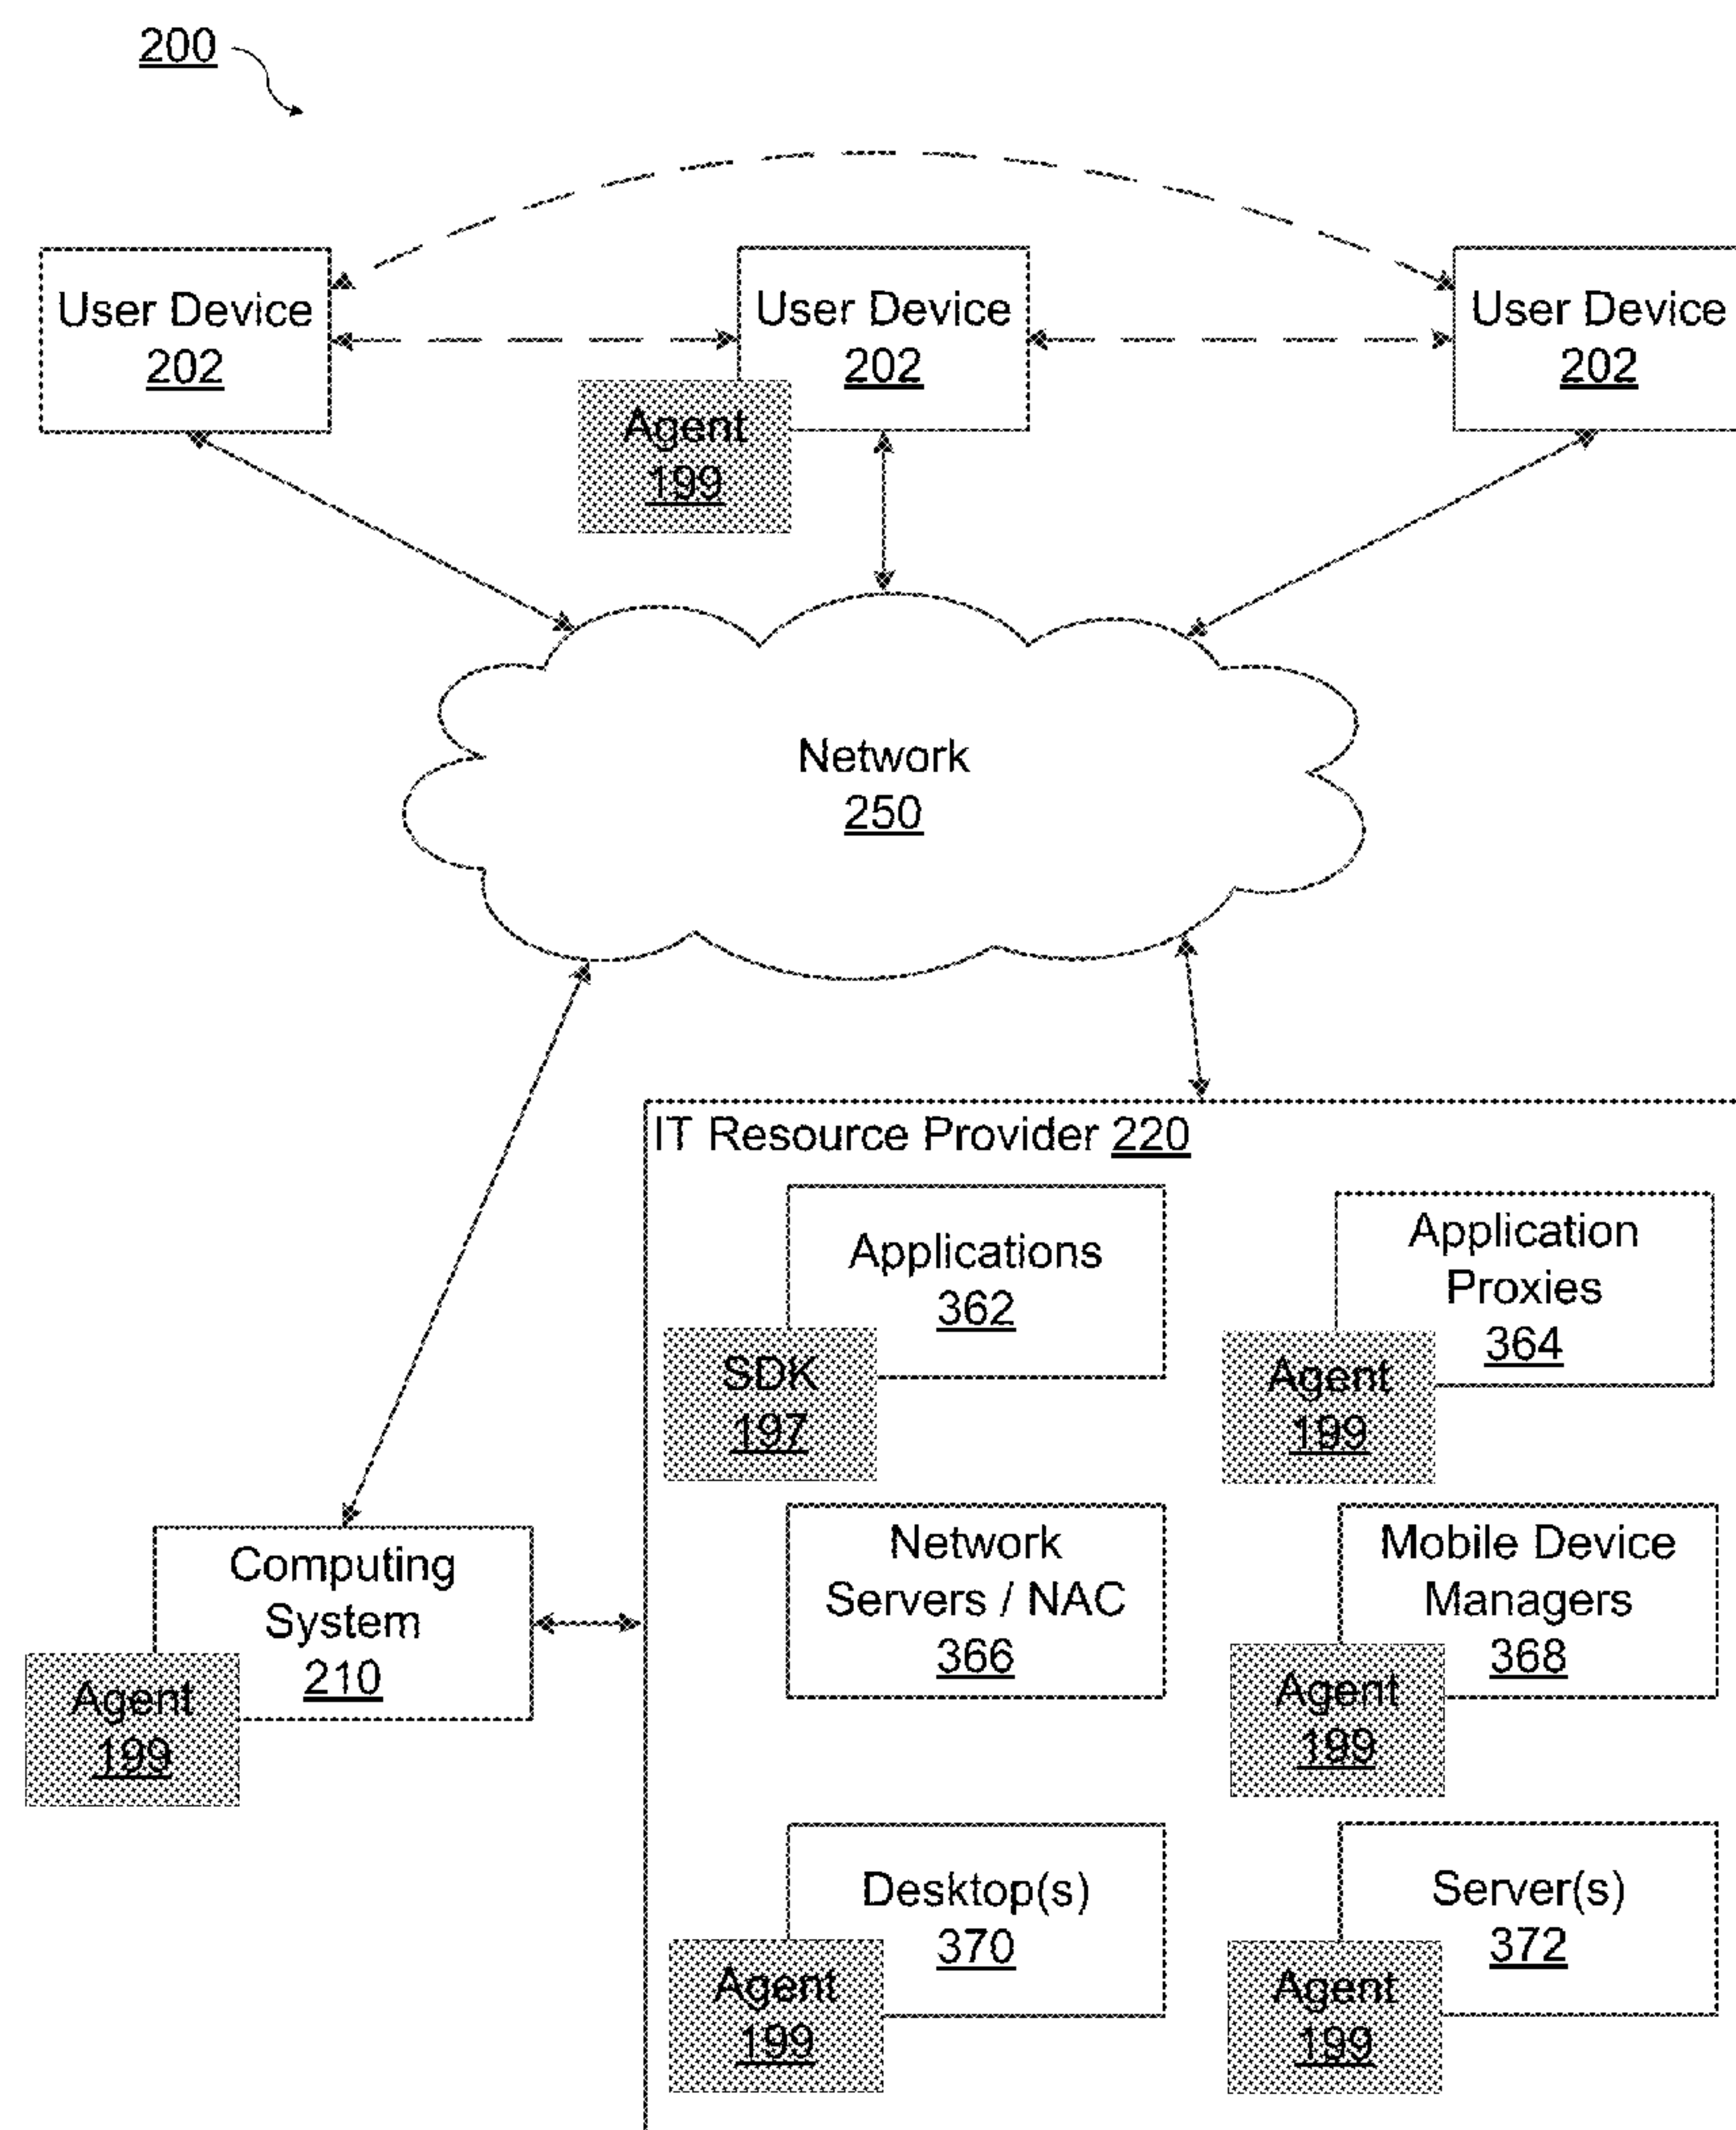 200
User Device
202
User Device
202
User Device
202
Agent
199
Network
250
IT Resource Provider 220
Applications
362
SDK
197
Application
Proxies
364
Agent
199
Computing
System
210
Agent
199
Network
Servers / NAC
366
Mobile Device
Managers
368
Agent
199
Desktop(s)
370
Agent
199
Server(s)
372
Agent
199